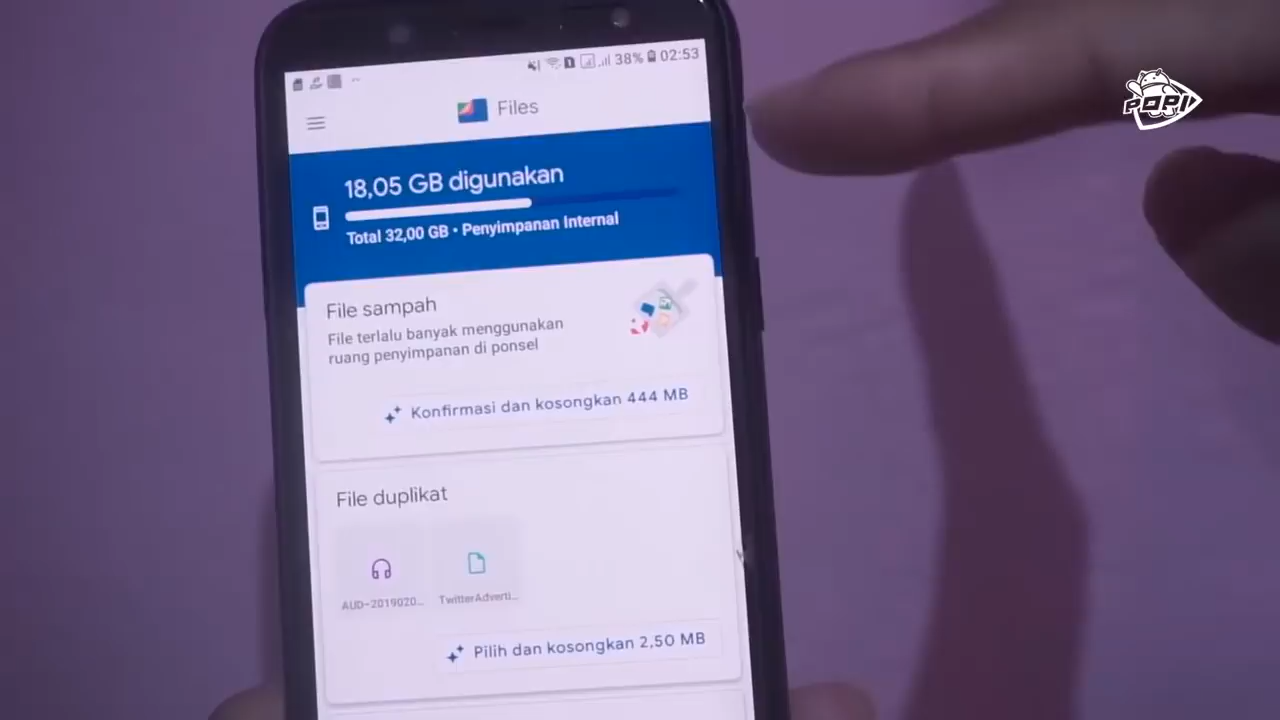 38% 02:53
Files
POPI
18,05 GB digunakan
Total 32,00 GB • Penyimpanan Internal
File sampah
File terlalu banyak menggunakan
ruang penyimpanan di ponsel
Konfirmasi dan kosongkan 444 MB
File duplikat
AUD-2019020...
TwitterAdverti...
Pilih dan kosongkan 2,50 MB